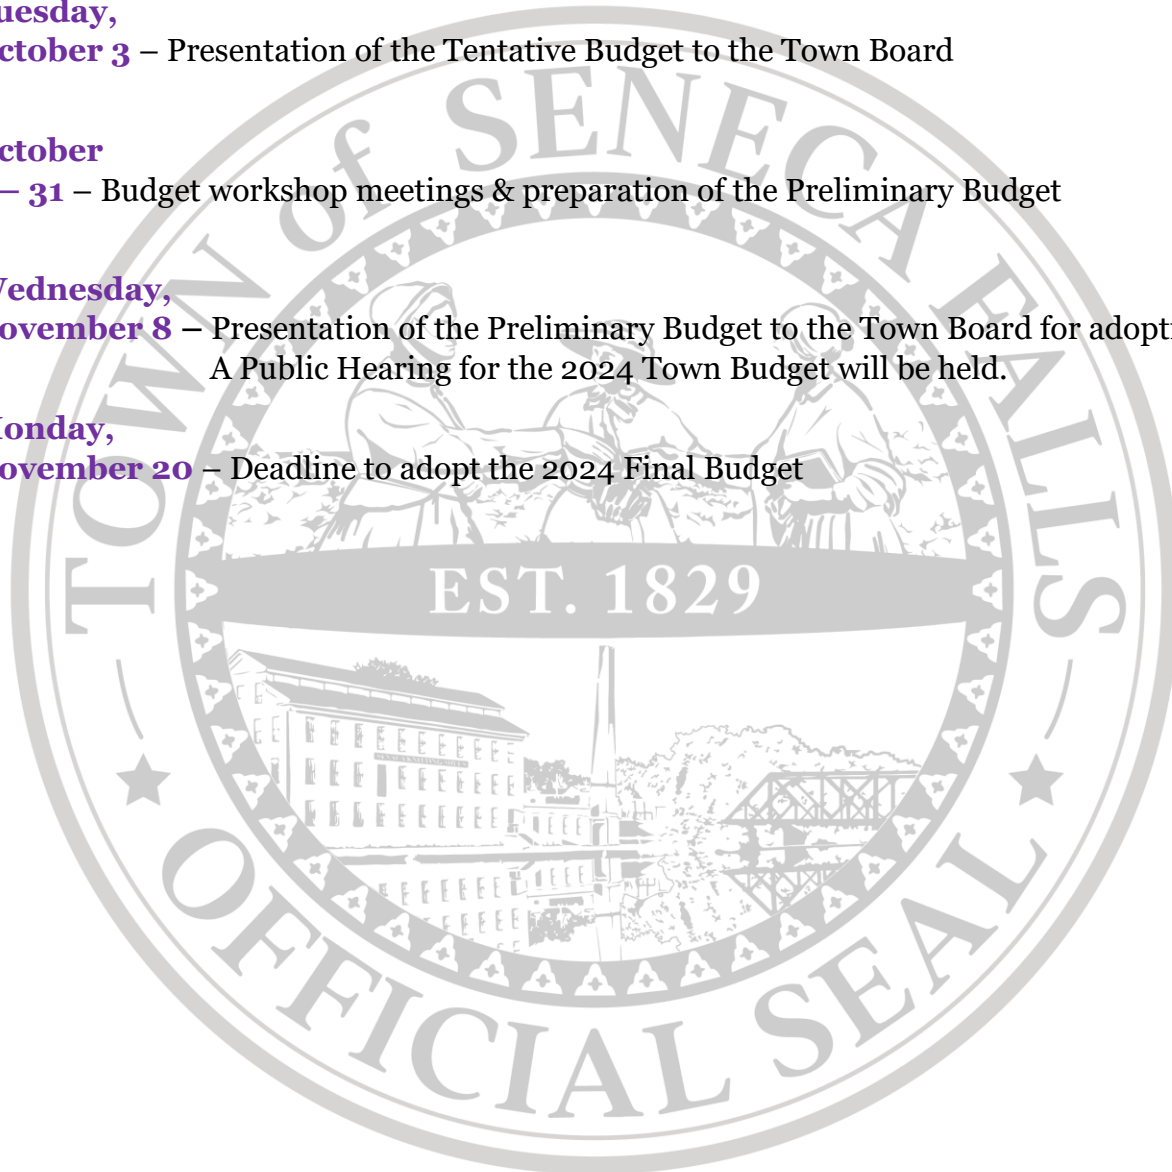 uesday,
ctober 3 – Presentation of the Tentative Budget to the Town Board
ctober
– 31 – Budget workshop meetings & preparation of the Preliminary Budget
ednesday,
ovember 8 – Presentation of the Preliminary Budget to the Town Board for adopt
A Public Hearing for the 2024 Town Budget will be held.
onday,
ovember 20 – Deadline to adopt the 2024 Final Budget
TOWN of SENECA FALLS
EST. 1829
OFFICIAL SEAL